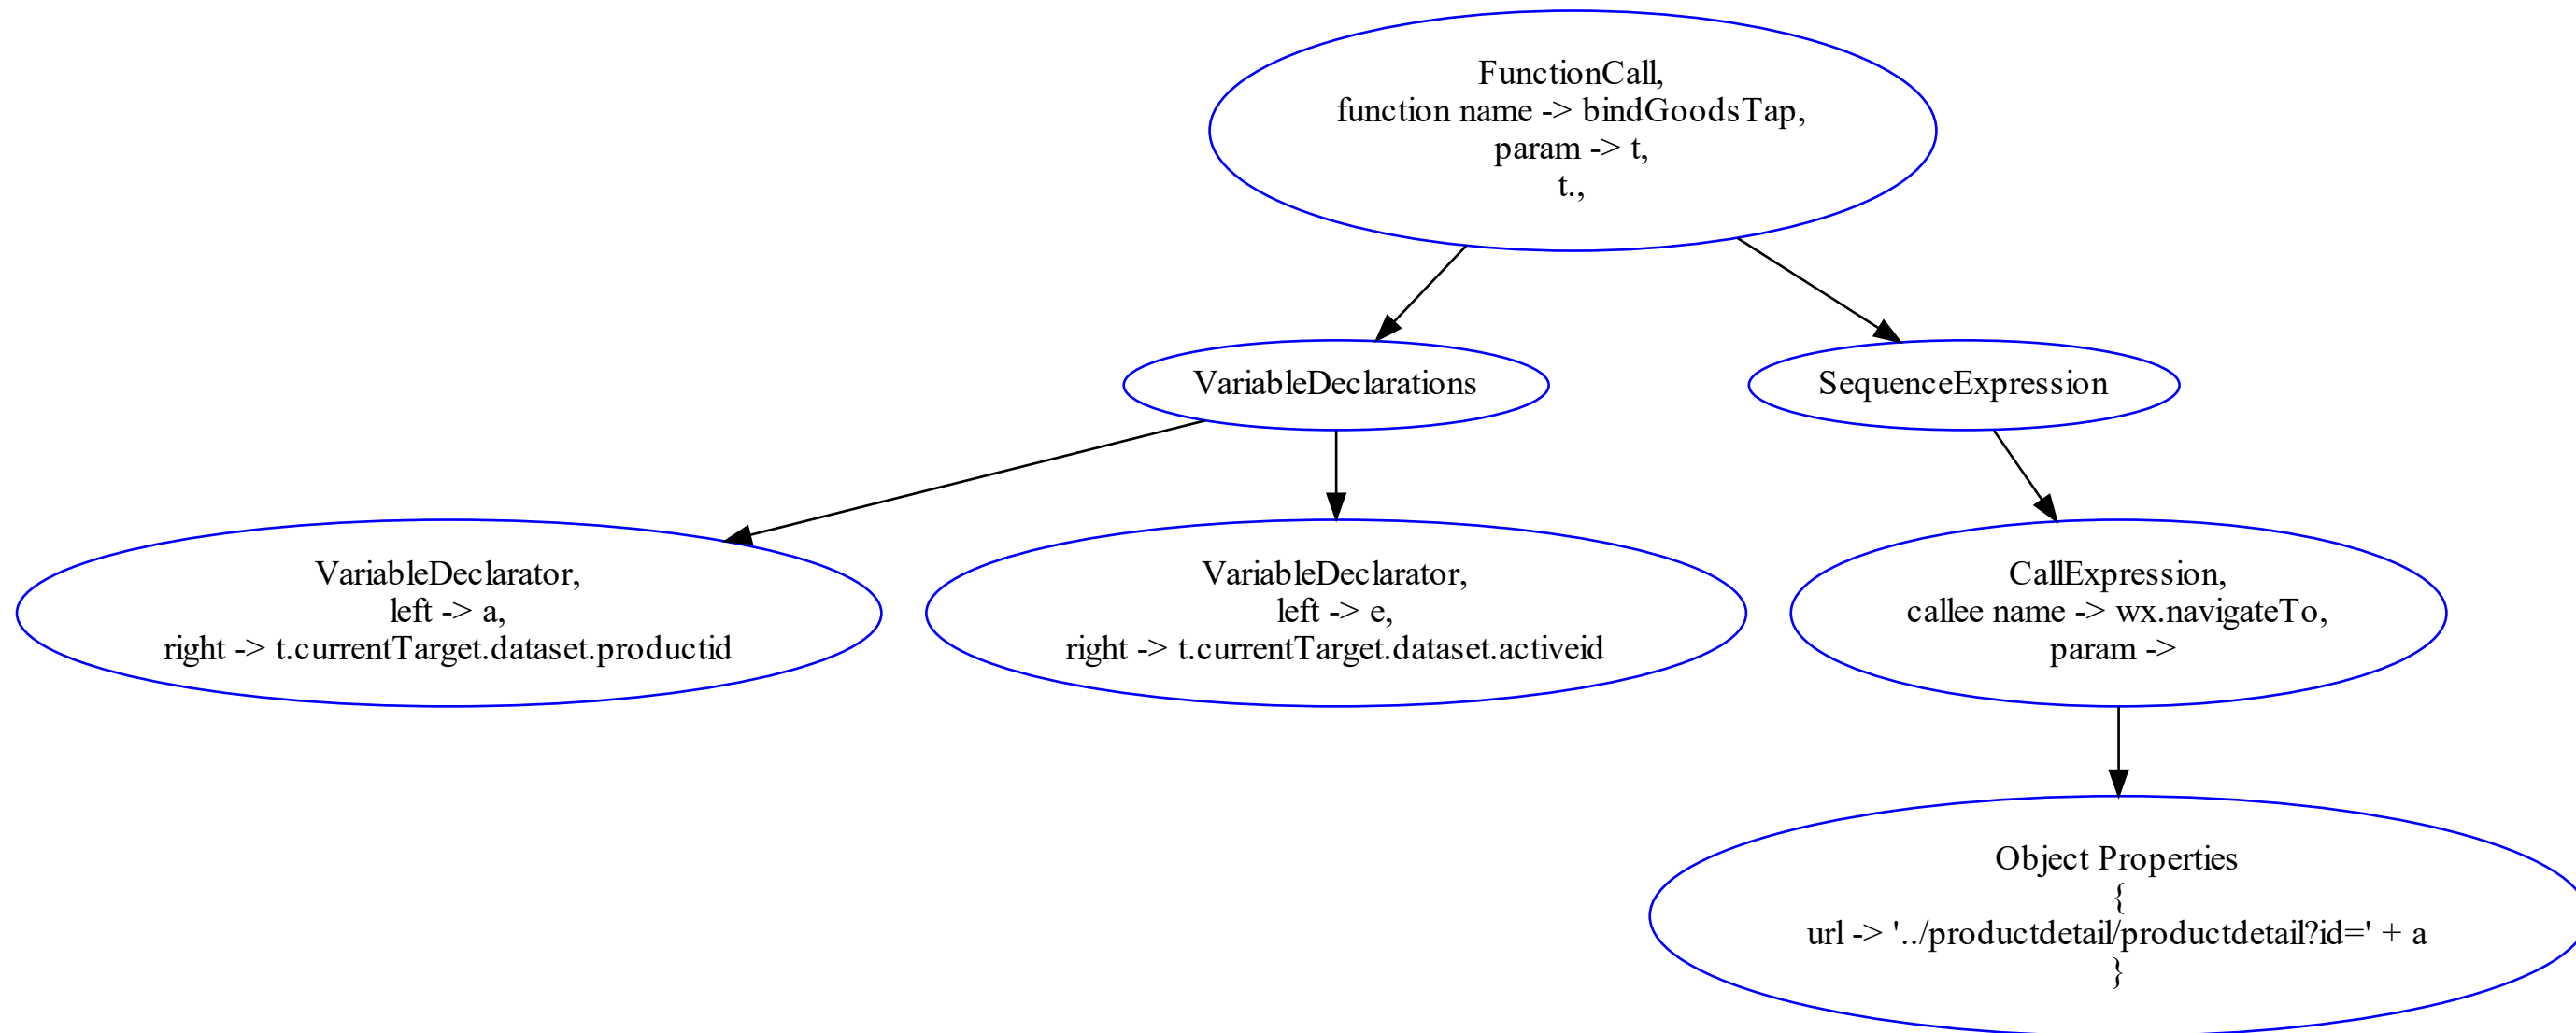 FunctionCall,
function name -> bindGoodsTap,
param -> t,
t.,
VariableDeclarations
SequenceExpression
VariableDeclarator,
left -> a,
right -> t.currentTarget.dataset.productid
VariableDeclarator,
left -> e,
right -> t.currentTarget.dataset.activeid
CallExpression,
callee name -> wx.navigateTo,
param ->
Object Properties
{
url -> '../productdetail/productdetail?id=' + a
}